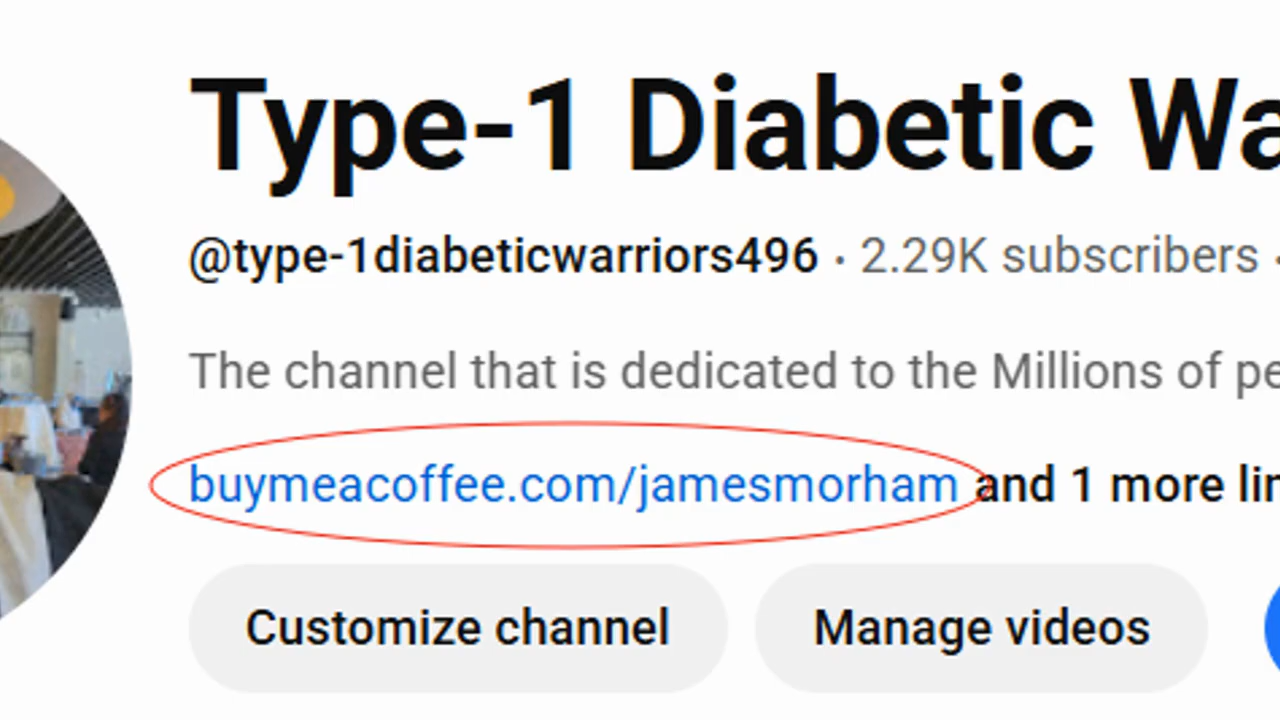 Type-1 Diabetic Wa
@type-1diabeticwarriors496 · 2.29K subscribers ·
The channel that is dedicated to the Millions of pe
buymeacoffee.com/jamesmorham and 1 more lin
Customize channel
Manage videos